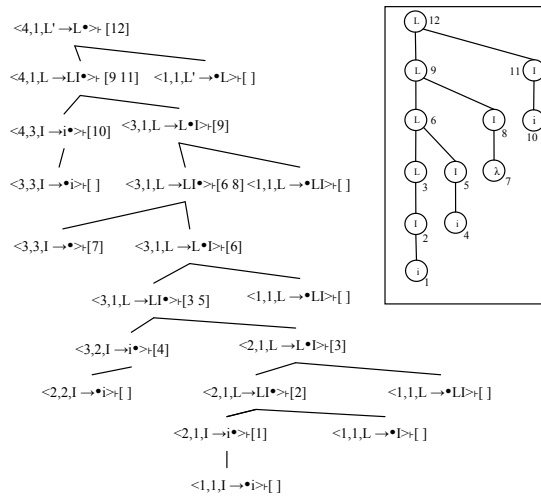 <4,1,L' →L•>⊦[12]
<4,1,L →LI•>⊦[9 11] <1,1,L' →•L>⊦[ ]
<4,3,I →i•>⊦[10] <3,1,L →L•I>⊦[9]
<3,3,I →•i>⊦[ ] <3,1,L →LI•>⊦[6 8] <1,1,L →•LI>⊦[ ]
<3,3,I →•>⊦[7] <3,1,L →L•I>⊦[6]
<3,1,L →LI•>⊦[3 5] <1,1,L →•LI>⊦[ ]
<3,2,I →i•>⊦[4] <2,1,L →L•I>⊦[3]
<2,2,I →•i>⊦[ ] <2,1,L→LI•>⊦[2] <1,1,L →•LI>⊦[ ]
<2,1,I →i•>⊦[1] <1,1,L →•I>⊦[ ]
<1,1,I →•i>⊦[ ]
L 12
L 9 11 I
L 6 I 8 i 10
L 3 I 5 λ 7
I 2 i 4
i 1